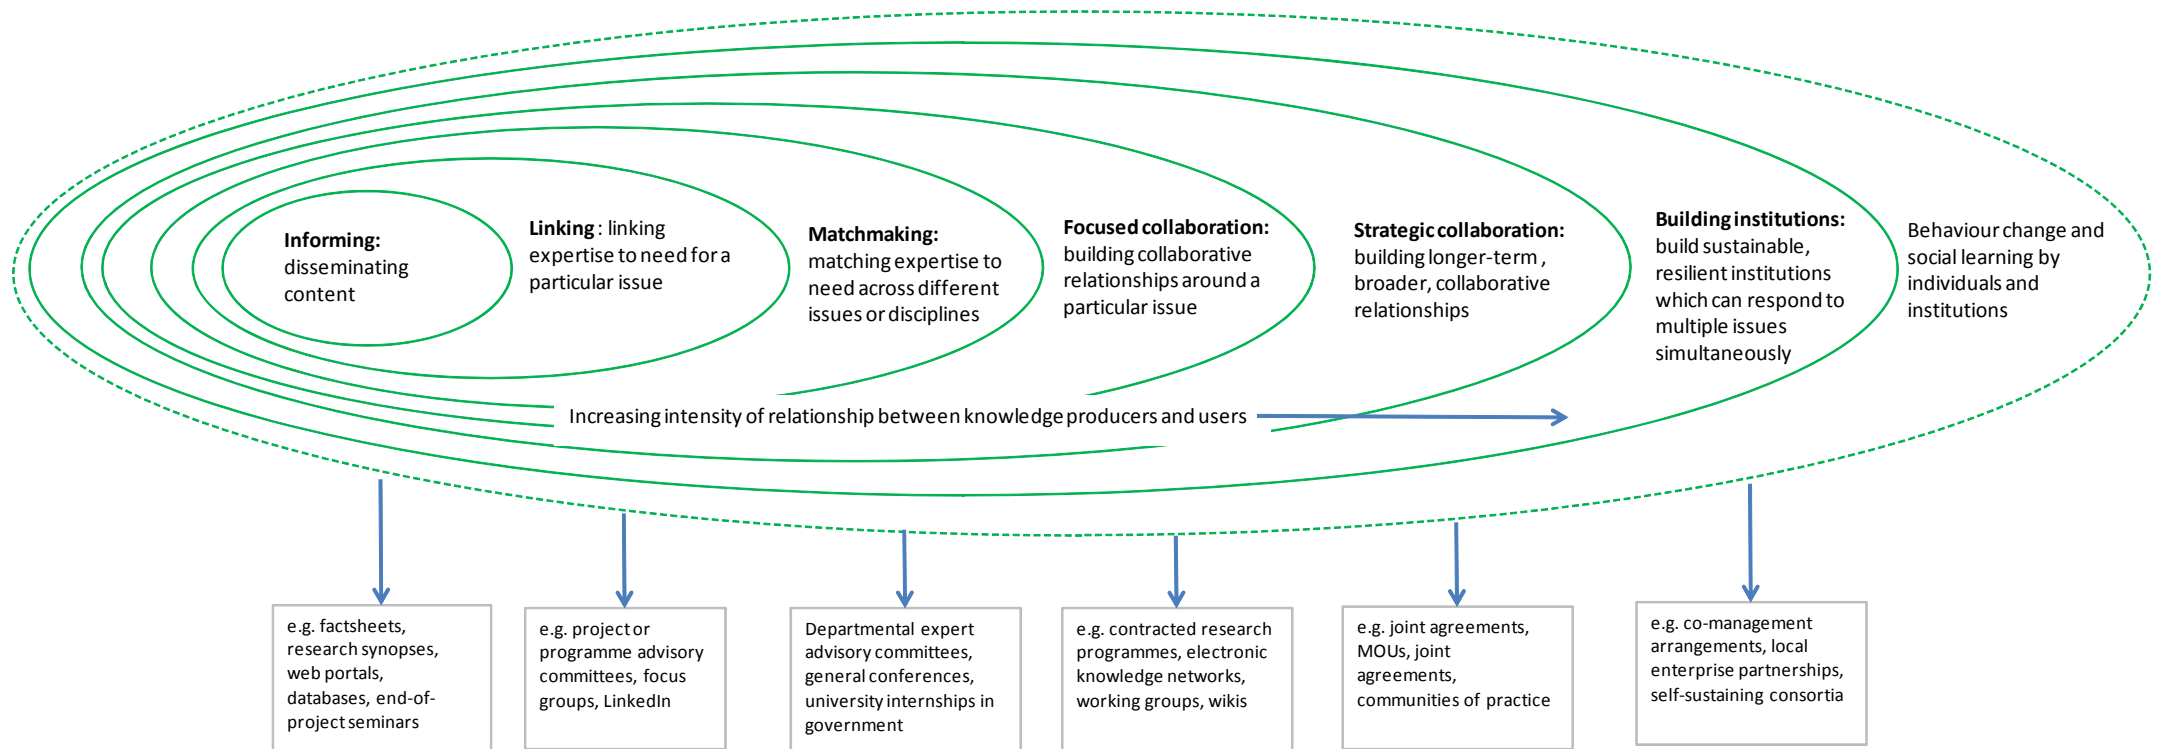 Informing:
disseminating
content
Linking : linking
expertise to need for a
particular issue
Matchmaking:
matching expertise to
need across different
issues or disciplines
Focused collaboration:
building collaborative
relationships around a
particular issue
Strategic collaboration:
building longer-term ,
broader, collaborative
relationships
Building institutions:
build sustainable,
resilient institutions
which can respond to
multiple issues
simultaneously
Behaviour change and
social learning by
individuals and
institutions
Increasing intensity of relationship between knowledge producers and users
e.g. factsheets,
research synopses,
web portals,
databases, end-of-
project seminars
e.g. project or
programme advisory
committees, focus
groups, LinkedIn
Departmental expert
advisory committees,
general conferences,
university internships in
government
e.g. contracted research
programmes, electronic
knowledge networks,
working groups, wikis
e.g. joint agreements,
MOUs, joint
agreements,
communities of practice
e.g. co-management
arrangements, local
enterprise partnerships,
self-sustaining consortia